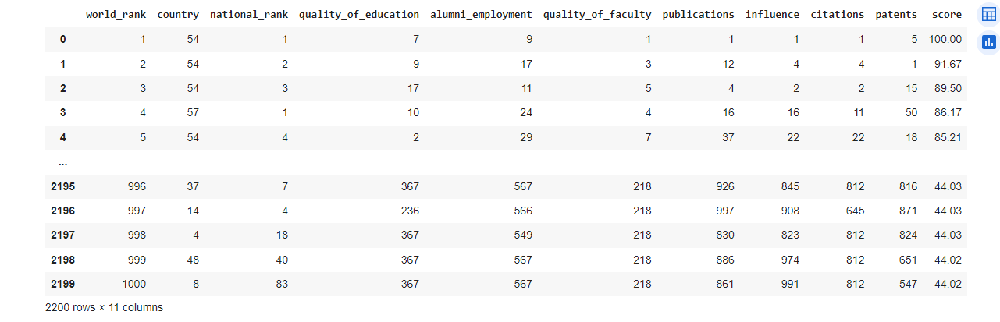 world_rank country national_rank quality_of_education alumni_employment quality_of_faculty publications influence citations patents score
0 1 54 1 7 9 1 1 1 1 5 100.00
1 2 54 2 9 17 3 12 4 4 1 91.67
2 3 54 3 17 11 5 4 2 2 15 89.50
3 4 57 1 10 24 4 16 16 11 50 86.17
4 5 54 4 2 29 7 37 22 22 18 85.21
... ... ... ... ... ... ... ... ... ... ... ...
2195 996 37 7 367 567 218 926 845 812 816 44.03
2196 997 14 4 236 566 218 997 908 645 871 44.03
2197 998 4 18 367 549 218 830 823 812 824 44.03
2198 999 48 40 367 567 218 886 974 812 651 44.02
2199 1000 8 83 367 567 218 861 991 812 547 44.02
2200 rows × 11 columns